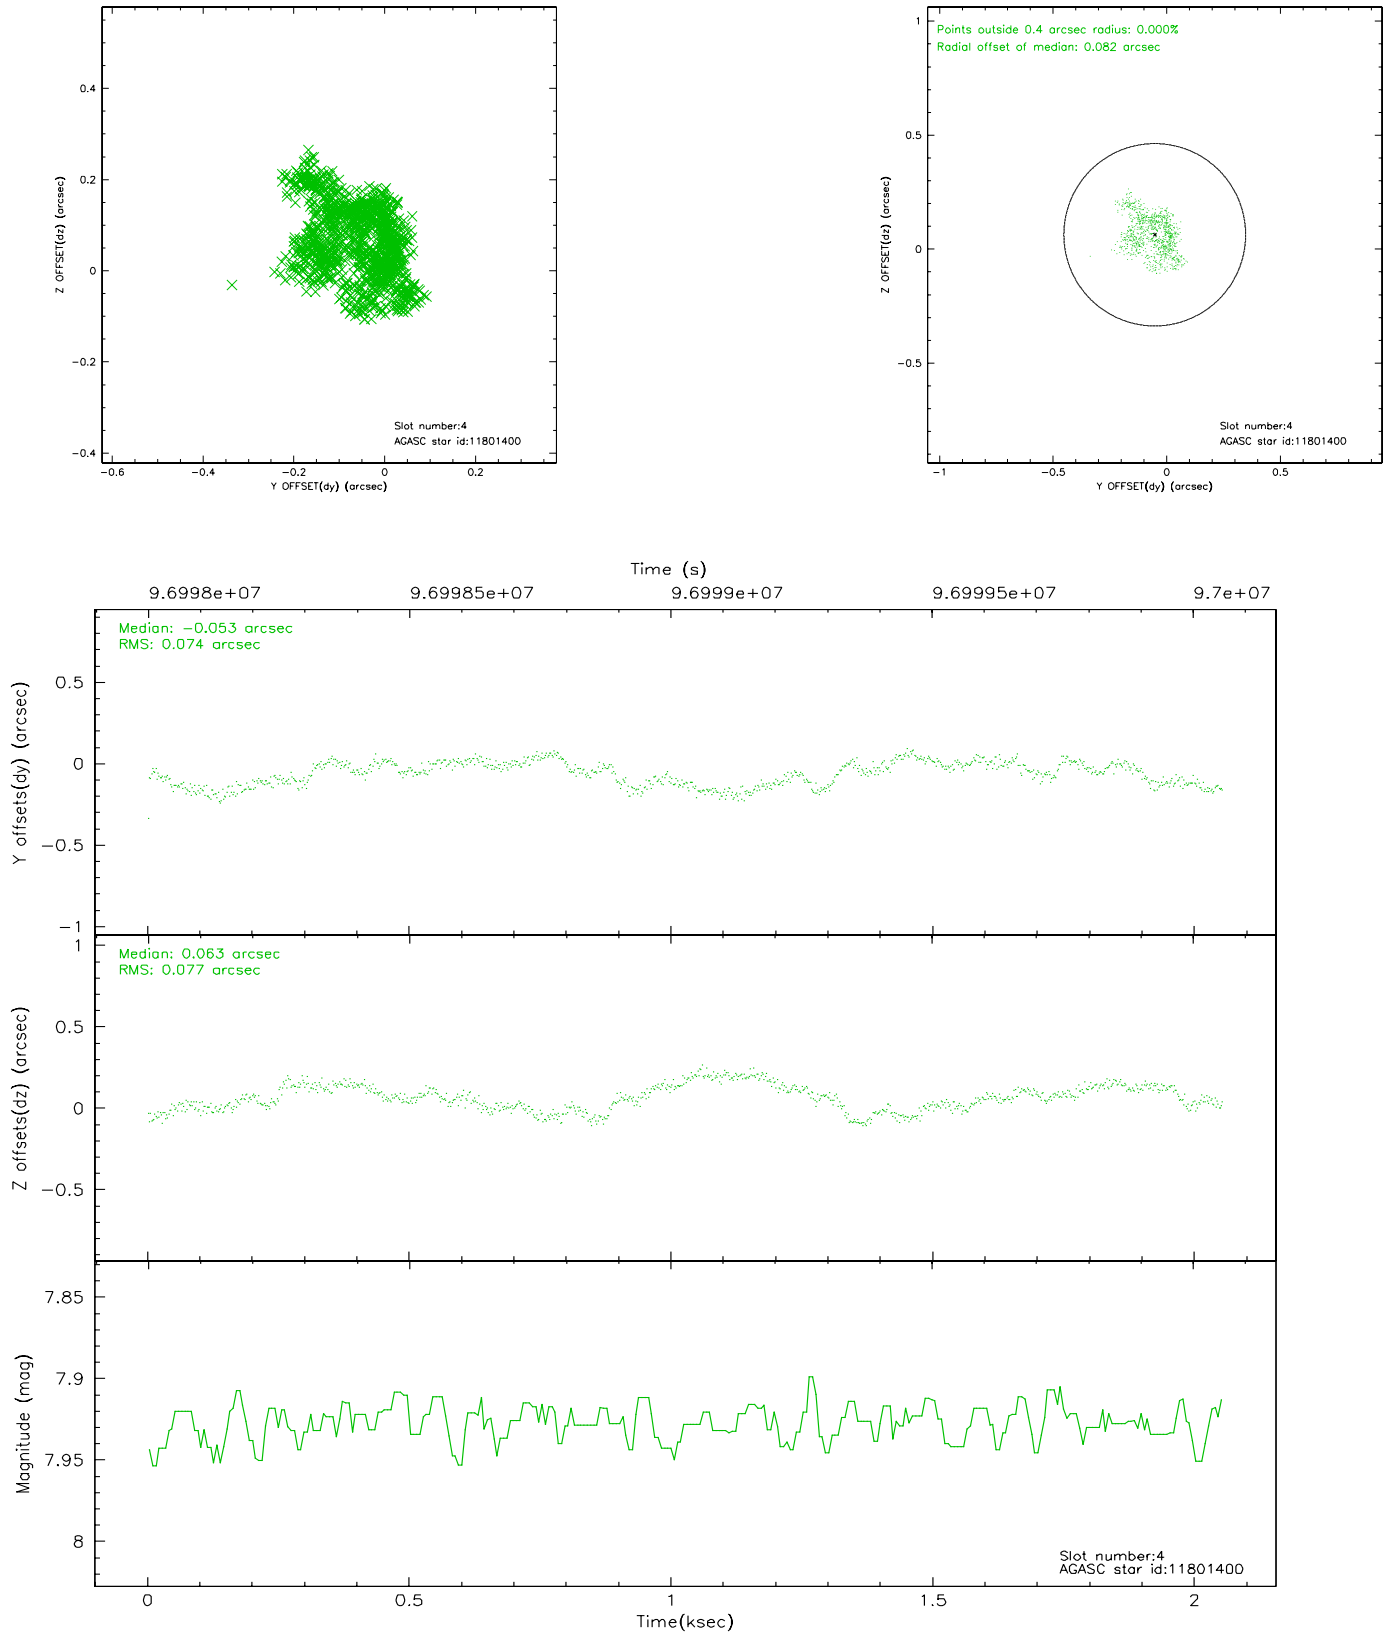 0.4
0.2
0
−0.2
−0.4
Z OFFSET(dz) (arcsec)
Slot number:4
AGASC star id:11801400
−0.6 −0.4 −0.2 0 0.2
Y OFFSET(dy) (arcsec)
Points outside 0.4 arcsec radius: 0.000%
Radial offset of median: 0.082 arcsec
1
0.5
0
−0.5
Z OFFSET(dz) (arcsec)
Slot number:4
AGASC star id:11801400
−1 −0.5 0 0.5
Y OFFSET(dy) (arcsec)
Time (s)
9.6998e+07 9.69985e+07 9.6999e+07 9.69995e+07 9.7e+07
Median: −0.053 arcsec
RMS: 0.074 arcsec
0.5
0
−0.5
−1
Y offsets(dy) (arcsec)
Median: 0.063 arcsec
RMS: 0.077 arcsec
1
0.5
0
−0.5
Z offsets(dz) (arcsec)
7.85
7.9
7.95
8
Magnitude (mag)
Slot number:4
AGASC star id:11801400
0 0.5 1 1.5 2
Time(ksec)